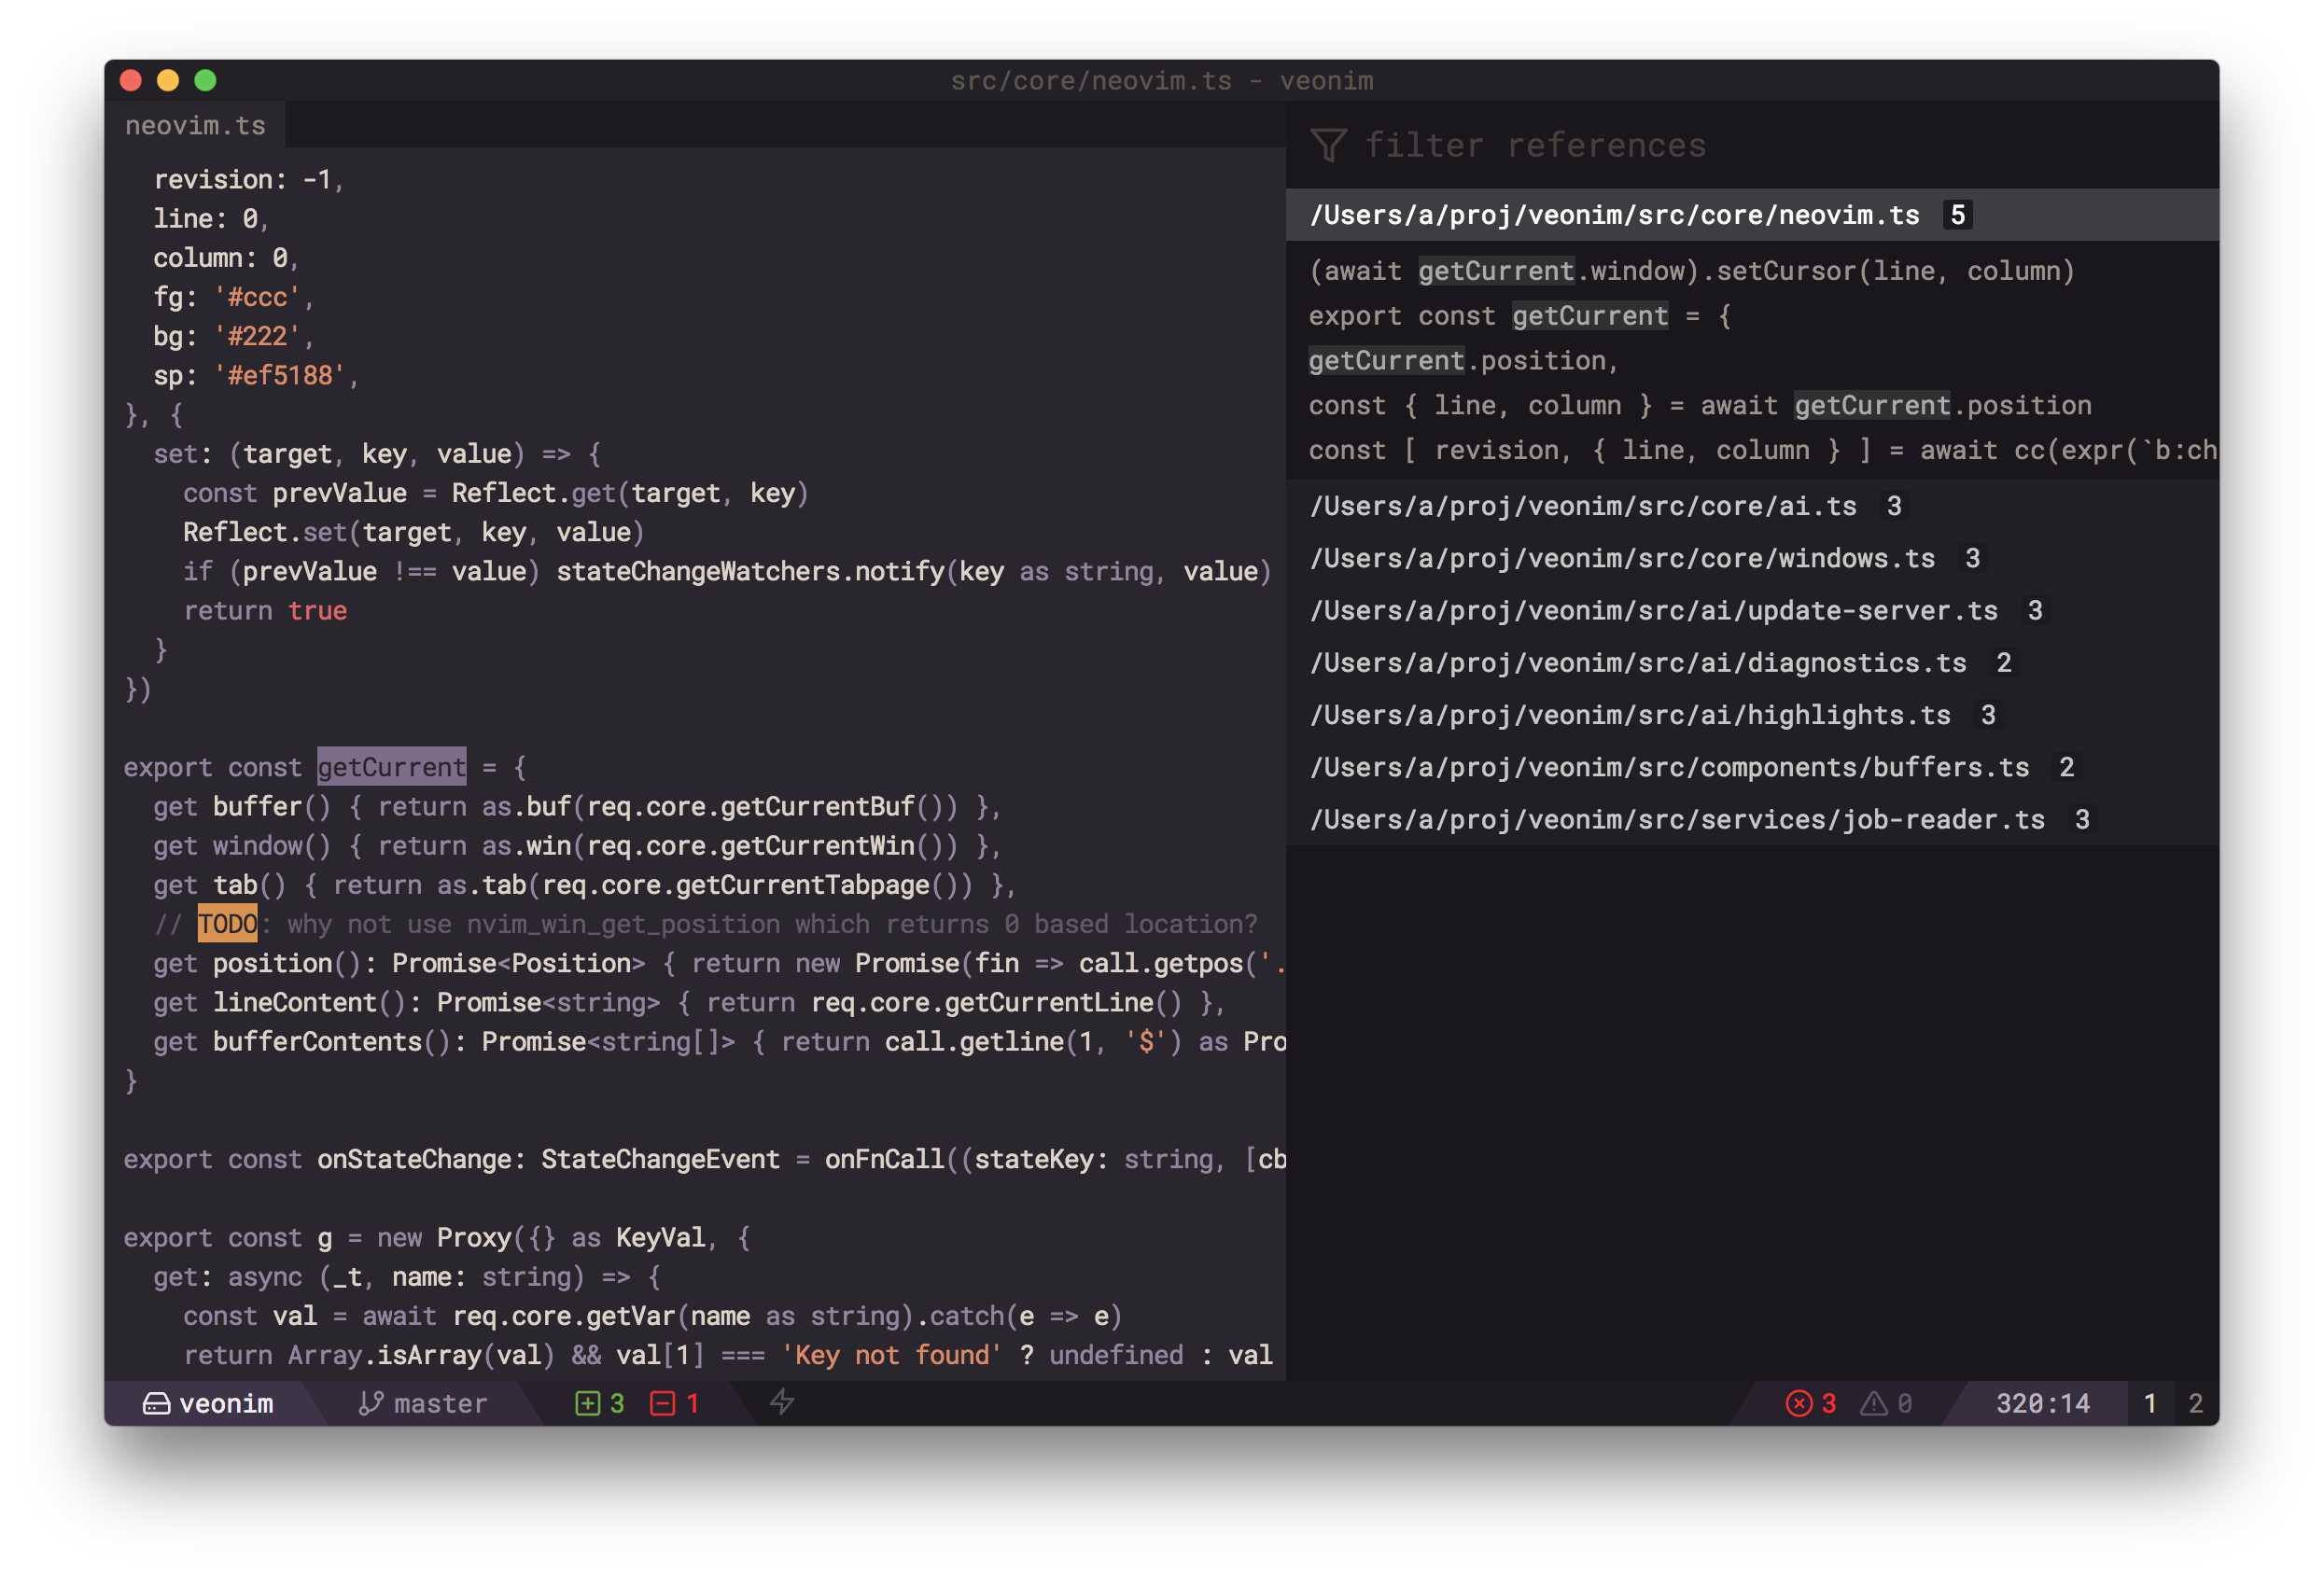 src/core/neovim.ts - veonim
neovim.ts
  revision: -1,
  line: 0,
  column: 0,
  fg: '#ccc',
  bg: '#222',
  sp: '#ef5188',
}, {
  set: (target, key, value) => {
    const prevValue = Reflect.get(target, key)
    Reflect.set(target, key, value)
    if (prevValue !== value) stateChangeWatchers.notify(key as string, value)
    return true
  }
})
export const getCurrent = {
  get buffer() { return as.buf(req.core.getCurrentBuf()) },
  get window() { return as.win(req.core.getCurrentWin()) },
  get tab() { return as.tab(req.core.getCurrentTabpage()) },
  // TODO: why not use nvim_win_get_position which returns 0 based location?
  get position(): Promise<Position> { return new Promise(fin => call.getpos('.
  get lineContent(): Promise<string> { return req.core.getCurrentLine() },
  get bufferContents(): Promise<string[]> { return call.getline(1, '$') as Pro
}
export const onStateChange: StateChangeEvent = onFnCall((stateKey: string, [cb
export const g = new Proxy({} as KeyVal, {
  get: async (_t, name: string) => {
    const val = await req.core.getVar(name as string).catch(e => e)
    return Array.isArray(val) && val[1] === 'Key not found' ? undefined : val
filter references
/Users/a/proj/veonim/src/core/neovim.ts 5
(await getCurrent.window).setCursor(line, column)
export const getCurrent = {
getCurrent.position,
const { line, column } = await getCurrent.position
const [ revision, { line, column } ] = await cc(expr(`b:ch
/Users/a/proj/veonim/src/core/ai.ts 3
/Users/a/proj/veonim/src/core/windows.ts 3
/Users/a/proj/veonim/src/ai/update-server.ts 3
/Users/a/proj/veonim/src/ai/diagnostics.ts 2
/Users/a/proj/veonim/src/ai/highlights.ts 3
/Users/a/proj/veonim/src/components/buffers.ts 2
/Users/a/proj/veonim/src/services/job-reader.ts 3
veonim master 3 1 3 0 320:14 1 2